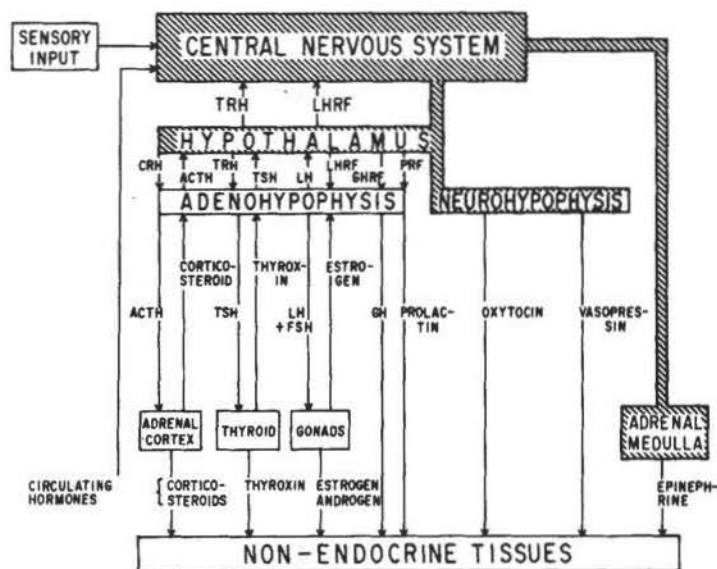 SENSORY
INPUT
CENTRAL NERVOUS SYSTEM
TRH
LHRF
HYPOTHALAMUS
CRH
ACTH
TRH
TSH
LH
LHRF
GHRF
PRF
ADENOHYPOPHYSIS
NEUROHYPOPHYSIS
CORTICO-
STEROID
THYROX-
IN
ESTRO-
GEN
ACTH
TSH
LH
+FSH
GH
PROLAC-
TIN
OXYTOCIN
VASOPRES-
SIN
ADRENAL
CORTEX
THYROID
GONADS
ADRENAL
MEDULLA
CIRCULATING
HORMONES
CORTICO-
STEROIDS
THYROXIN
ESTROGEN
ANDROGEN
EPINEPH-
RINE
NON-ENDOCRINE TISSUES